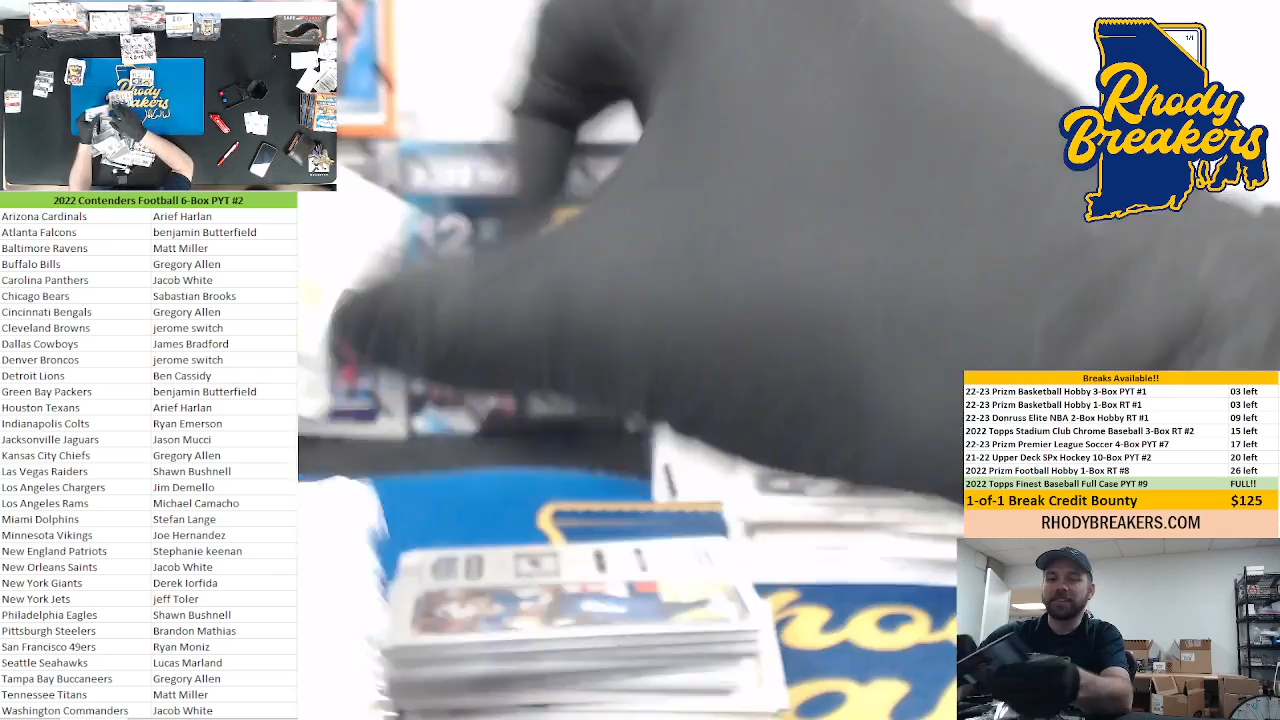 SAFE GUARD
2022 Contenders Football 6-Box PYT #2
Arizona Cardinals Arief Harlan
Atlanta Falcons benjamin Butterfield
Baltimore Ravens Matt Miller
Buffalo Bills Gregory Allen
Carolina Panthers Jacob White
Chicago Bears Sabastian Brooks
Cincinnati Bengals Gregory Allen
Cleveland Browns jerome switch
Dallas Cowboys James Bradford
Denver Broncos jerome switch
Detroit Lions Ben Cassidy
Green Bay Packers benjamin Butterfield
Houston Texans Arief Harlan
Indianapolis Colts Ryan Emerson
Jacksonville Jaguars Jason Mucci
Kansas City Chiefs Gregory Allen
Las Vegas Raiders Shawn Bushnell
Los Angeles Chargers Jim Demello
Los Angeles Rams Michael Camacho
Miami Dolphins Stefan Lange
Minnesota Vikings Joe Hernandez
New England Patriots Stephanie keenan
New Orleans Saints Jacob White
New York Giants Derek Iorfida
New York Jets jeff Toler
Philadelphia Eagles Shawn Bushnell
Pittsburgh Steelers Brandon Mathias
San Francisco 49ers Ryan Moniz
Seattle Seahawks Lucas Marland
Tampa Bay Buccaneers Gregory Allen
Tennessee Titans Matt Miller
Washington Commanders Jacob White
1/1
Rhody
Breakers
Breaks Available!!
22-23 Prizm Basketball Hobby 3-Box PYT #1 03 left
22-23 Prizm Basketball Hobby 1-Box RT #1 03 left
22-23 Donruss Elite NBA 2-Box Hobby RT #1 09 left
2022 Topps Stadium Club Chrome Baseball 3-Box RT #2 15 left
22-23 Prizm Premier League Soccer 4-Box PYT #7 17 left
21-22 Upper Deck SPx Hockey 10-Box PYT #2 20 left
2022 Prizm Football Hobby 1-Box RT #8 26 left
2022 Topps Finest Baseball Full Case PYT #9 FULL!!
1-of-1 Break Credit Bounty $125
RHODYBREAKERS.COM